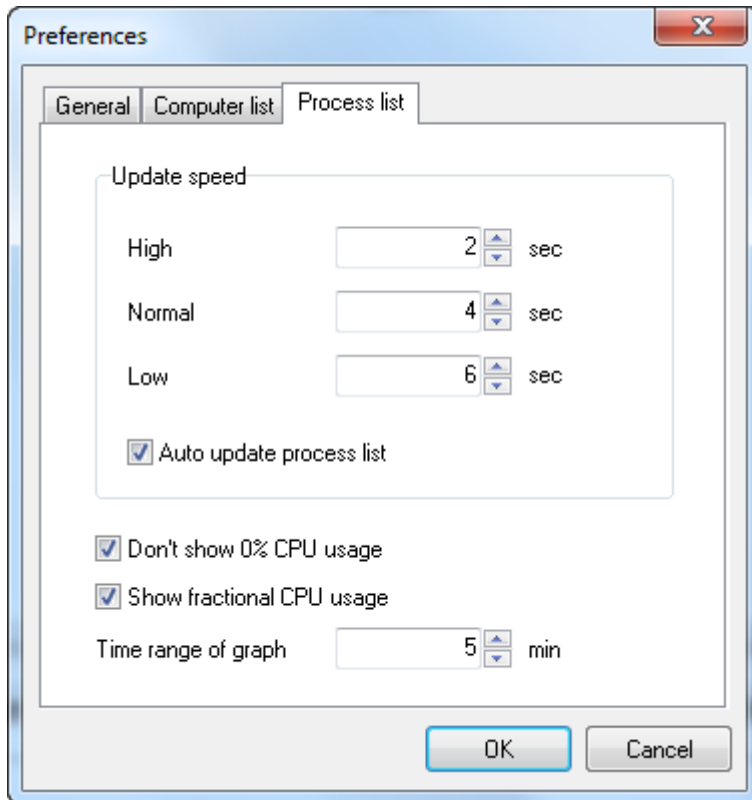 Preferences
General Computer list Process list
Update speed
High 2 sec
Normal 4 sec
Low 6 sec
Auto update process list
Don't show 0% CPU usage
Show fractional CPU usage
Time range of graph 5 min
OK Cancel